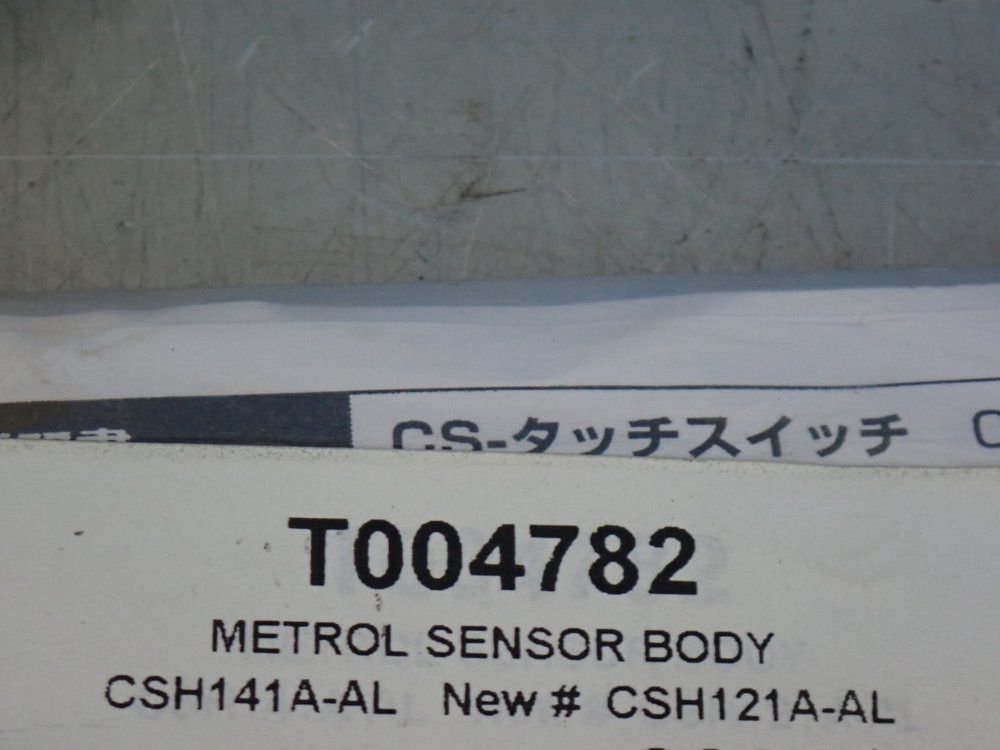 CS-タッチスイッチ C
T004782
METROL SENSOR BODY
CSH141A-AL New # CSH121A-AL